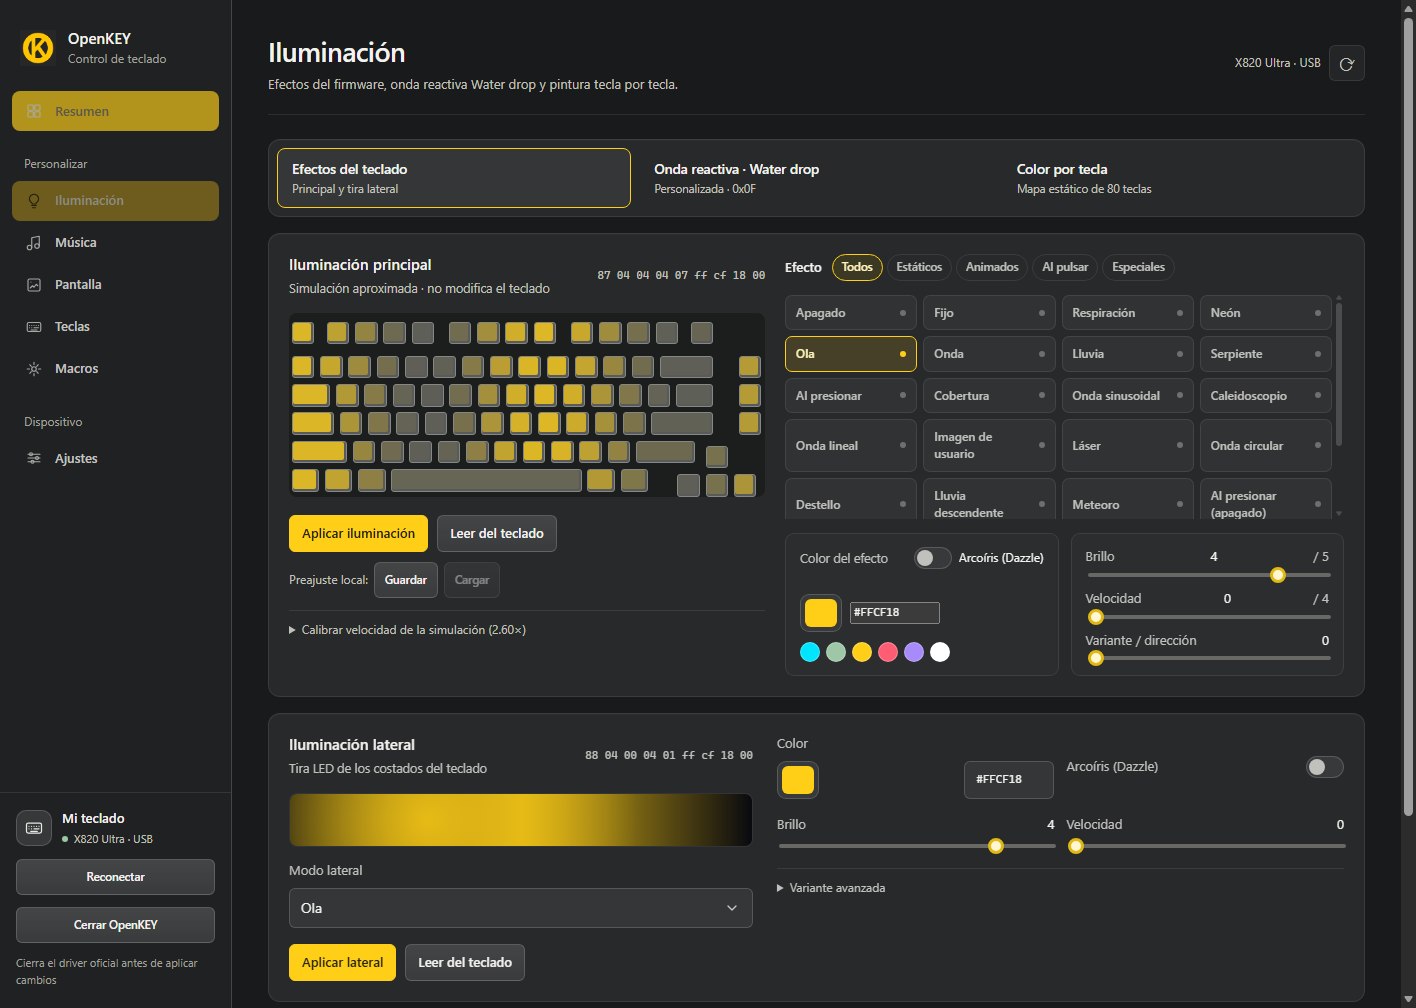 OpenKEY
Control de teclado
Resumen
Personalizar
Iluminación
Música
Pantalla
Teclas
Macros
Dispositivo
Ajustes
Mi teclado
X820 Ultra · USB
Reconectar
Cerrar OpenKEY
Cierra el driver oficial antes de aplicar
cambios
Iluminación
Efectos del firmware, onda reactiva Water drop y pintura tecla por tecla.
X820 Ultra · USB
Efectos del teclado
Principal y tira lateral
Onda reactiva · Water drop
Personalizada · 0x0F
Color por tecla
Mapa estático de 80 teclas
Iluminación principal
Simulación aproximada · no modifica el teclado
87 04 04 04 07 ff cf 18 00
Aplicar iluminación
Leer del teclado
Preajuste local:
Guardar
Cargar
Calibrar velocidad de la simulación (2.60×)
Efecto
Todos
Estáticos
Animados
Al pulsar
Especiales
Apagado
Fijo
Respiración
Neón
Ola
Onda
Lluvia
Serpiente
Al presionar
Cobertura
Onda sinusoidal
Caleidoscopio
Onda lineal
Imagen de
usuario
Láser
Onda circular
Destello
Lluvia
descendente
Meteoro
Al presionar
(apagado)
Color del efecto
Arcoíris (Dazzle)
#FFCF18
Brillo
4
/ 5
Velocidad
0
/ 4
Variante / dirección
0
Iluminación lateral
Tira LED de los costados del teclado
88 04 00 04 01 ff cf 18 00
Modo lateral
Ola
Aplicar lateral
Leer del teclado
Color
#FFCF18
Arcoíris (Dazzle)
Brillo
4
Velocidad
0
Variante avanzada